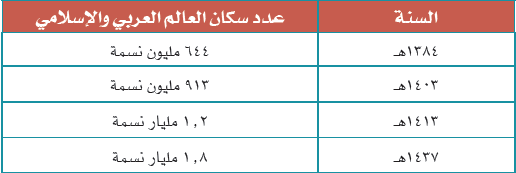 السنة عدد سكان العالم العربي والإسلامي
١٣٨٤هـ ٦٤٤ مليون نسمة
١٤٠٣هـ ٩١٣ مليون نسمة
١٤١٣هـ ١,٢ مليار نسمة
١٤٣٧هـ ١,٨ مليار نسمة